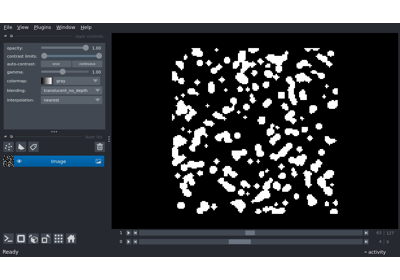 File View Plugins Window Help
opacity: 1.00
contrast limits:
auto-contrast: once continuous
gamma: 1.00
colormap: gray
blending: translucent_no_depth
interpolation: nearest
Image
1
0
Ready
activity